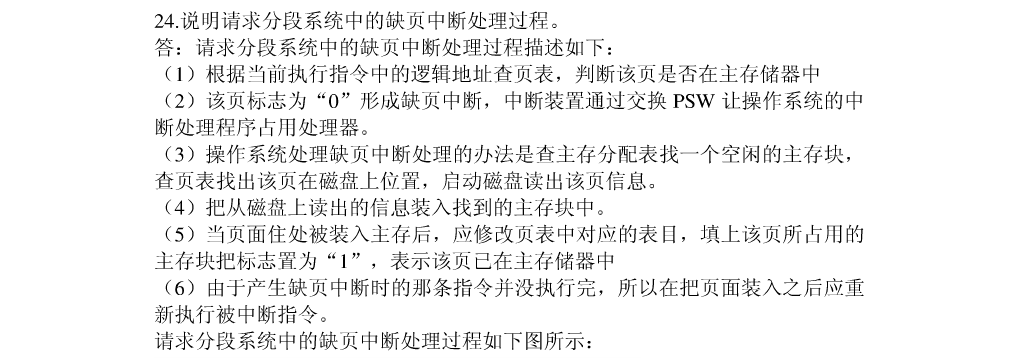 24.说明请求分段系统中的缺页中断处理过程。
答：请求分段系统中的缺页中断处理过程描述如下：
（1）根据当前执行指令中的逻辑地址查页表，判断该页是否在主存储器中
（2）该页标志为“0”形成缺页中断，中断装置通过交换 PSW 让操作系统的中
断处理程序占用处理器。
（3）操作系统处理缺页中断处理的办法是查主存分配表找一个空闲的主存块，
查页表找出该页在磁盘上位置，启动磁盘读出该页信息。
（4）把从磁盘上读出的信息装入找到的主存块中。
（5）当页面住处被装入主存后，应修改页表中对应的表目，填上该页所占用的
主存块把标志置为“1”，表示该页已在主存储器中
（6）由于产生缺页中断时的那条指令并没执行完，所以在把页面装入之后应重
新执行被中断指令。
请求分段系统中的缺页中断处理过程如下图所示：